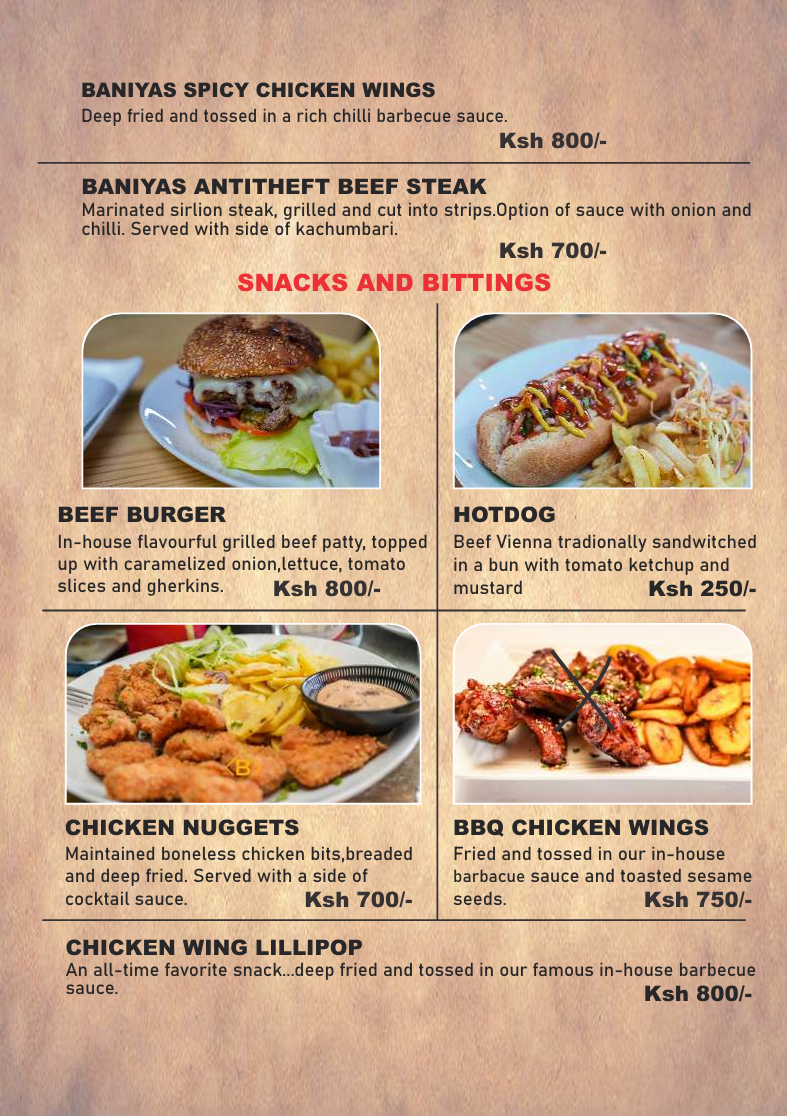 BANIYAS SPICY CHICKEN WINGS
Deep fried and tossed in a rich chilli barbecue sauce.
Ksh 800/-
BANIYAS ANTITHEFT BEEF STEAK
Marinated sirlion steak, grilled and cut into strips.Option of sauce with onion and
chilli. Served with side of kachumbari.
Ksh 700/-
SNACKS AND BITTINGS
BEEF BURGER
In-house flavourful grilled beef patty, topped
up with caramelized onion,lettuce, tomato
slices and gherkins. Ksh 800/-
HOTDOG
Beef Vienna tradionally sandwitched
in a bun with tomato ketchup and
mustard Ksh 250/-
B
CHICKEN NUGGETS
Maintained boneless chicken bits,breaded
and deep fried. Served with a side of
cocktail sauce. Ksh 700/-
BBQ CHICKEN WINGS
Fried and tossed in our in-house
barbacue sauce and toasted sesame
seeds. Ksh 750/-
CHICKEN WING LILLIPOP
An all-time favorite snack...deep fried and tossed in our famous in-house barbecue
sauce.
Ksh 800/-